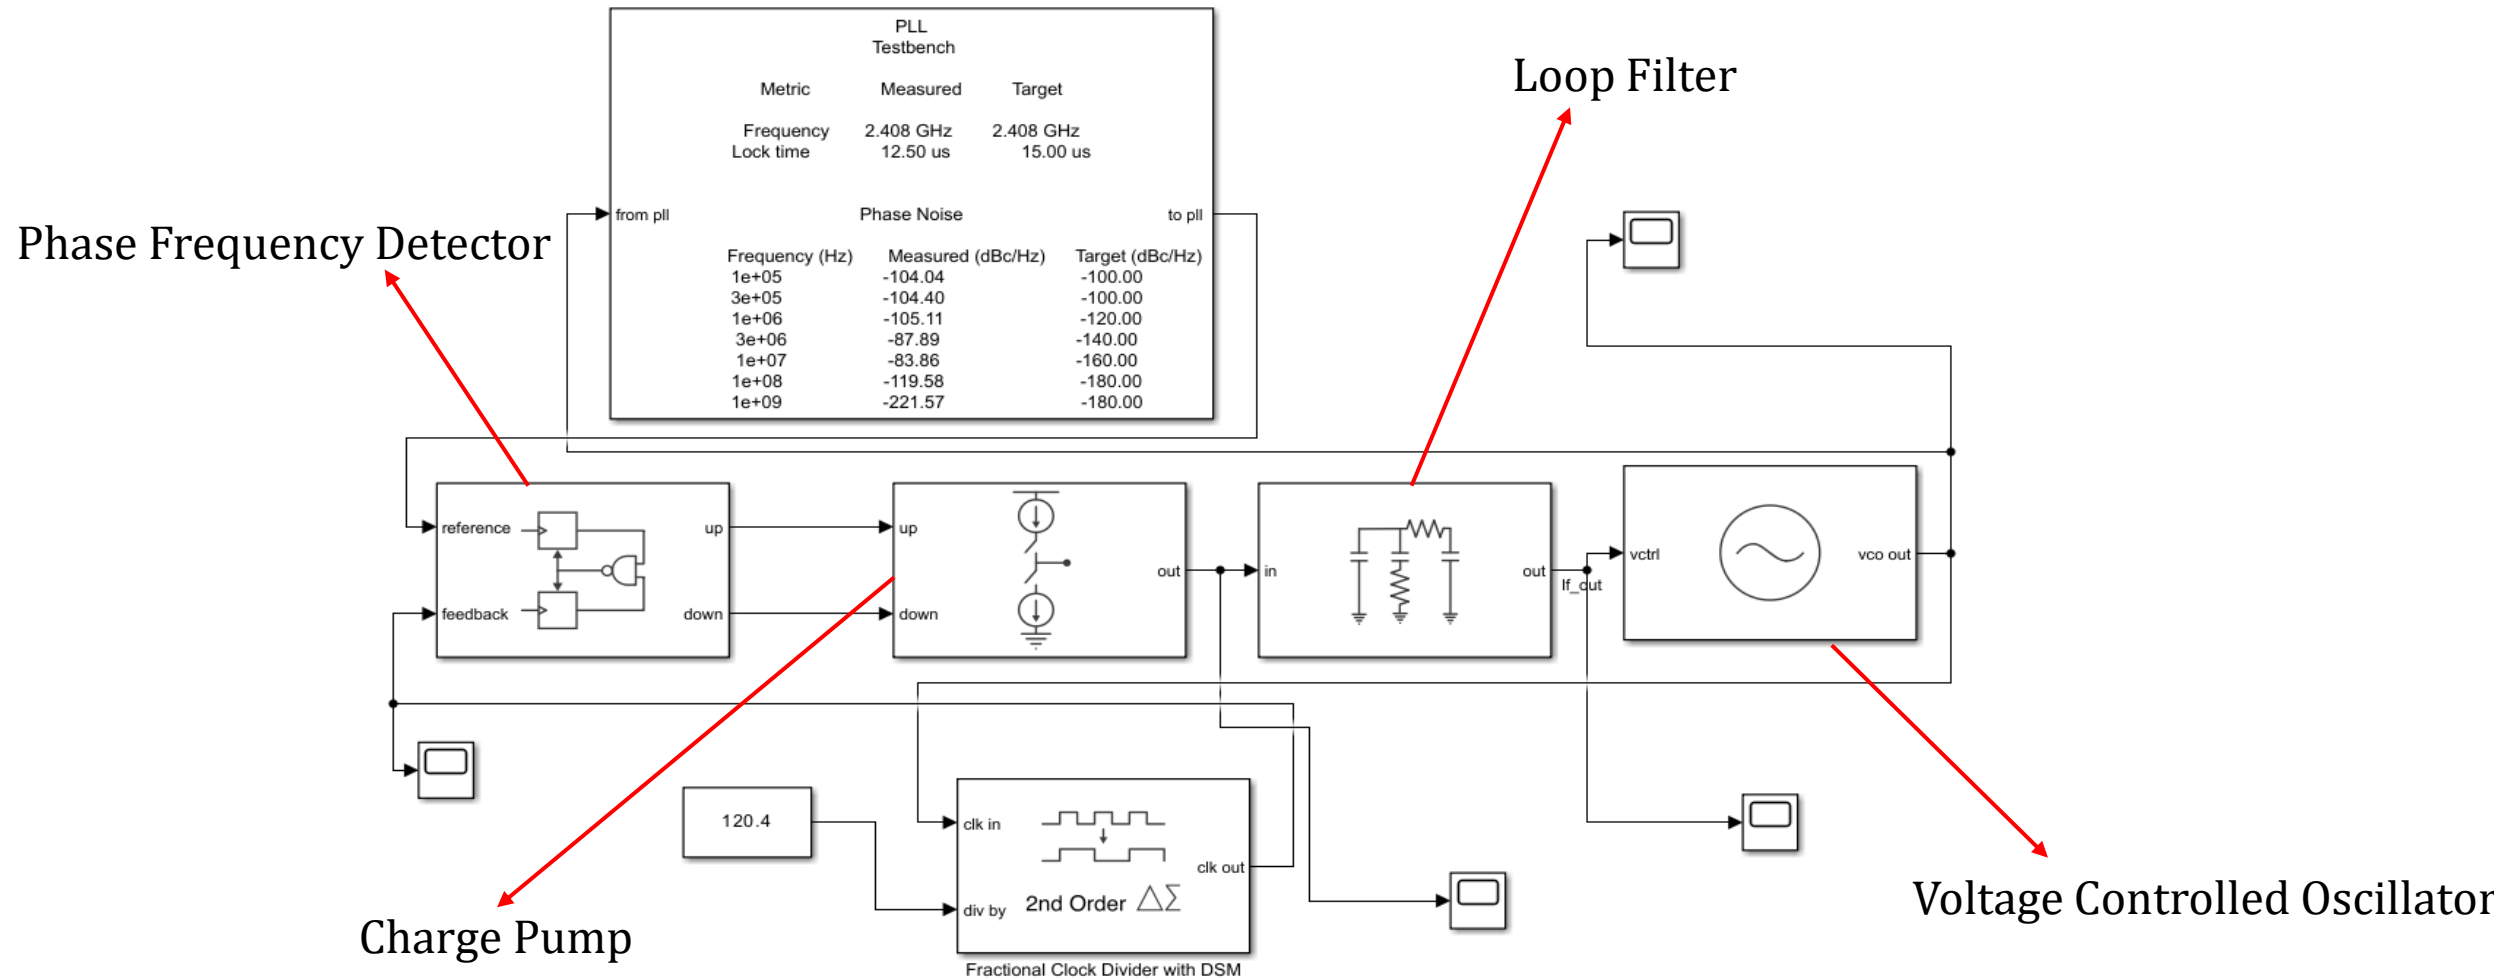 PLL
Testbench
Metric Measured Target
Frequency 2.408 GHz 2.408 GHz
Lock time 12.50 us 15.00 us
from pll Phase Noise to pll
Frequency (Hz) Measured (dBc/Hz) Target (dBc/Hz)
1e+05 -104.04 -100.00
3e+05 -104.40 -100.00
1e+06 -105.11 -120.00
3e+06 -87.89 -140.00
1e+07 -83.86 -160.00
1e+08 -119.58 -180.00
1e+09 -221.57 -180.00
Loop Filter
Phase Frequency Detector
reference
up
feedback
down
up
down
out
in
out
lf_out
vctrl
vco out
120.4
clk in
clk out
div by
2nd Order ΔΣ
Fractional Clock Divider with DSM
Charge Pump
Voltage Controlled Oscillator